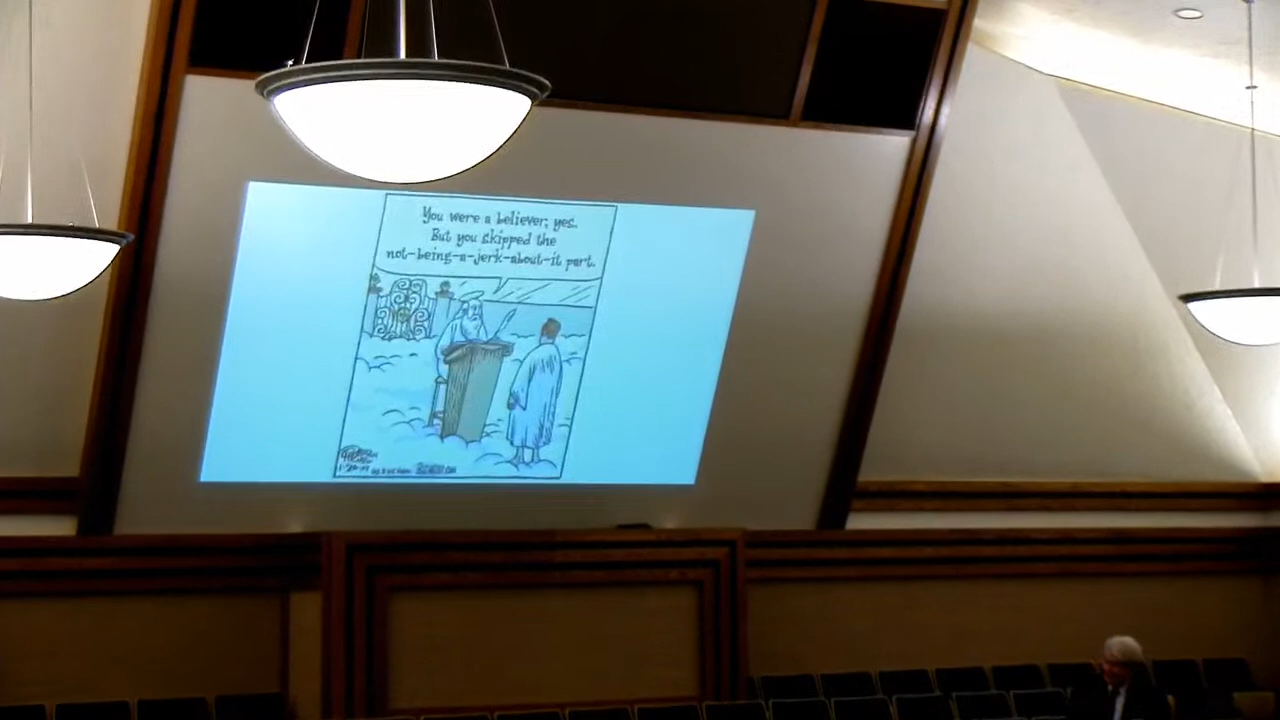 You were a believer, yes.
But you skipped the
not-being-a-jerk-about-it part.